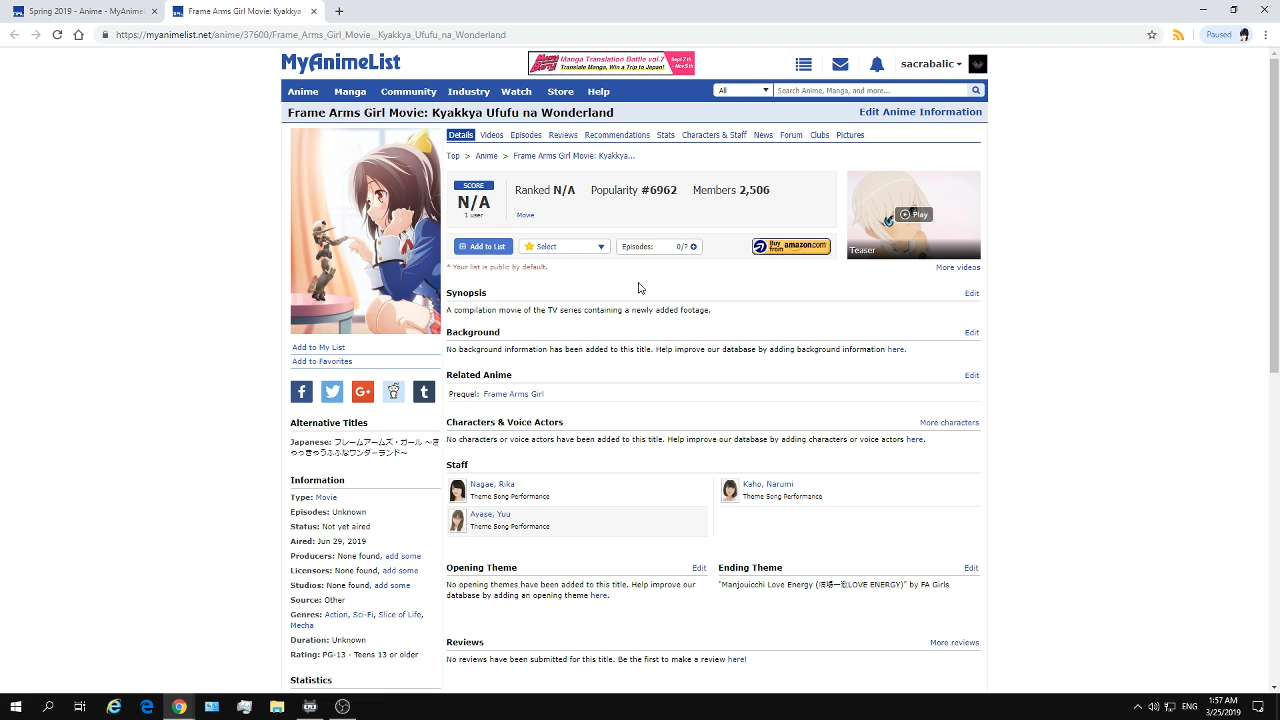 Spring 2019 - Anime - MyAnimeL
Frame Arms Girl Movie: Kyakkya
https://myanimelist.net/anime/37600/Frame_Arms_Girl_Movie__Kyakkya_Ufufu_na_Wonderland
Paused
MyAnimeList
Manga Translation Battle vol.7
Translate Manga, Win a Trip to Japan!
Sept 7th - Nov 5th
sacrabalic
Anime Manga Community Industry Watch Store Help
All
Search Anime, Manga, and more...
Frame Arms Girl Movie: Kyakkya Ufufu na Wonderland
Edit Anime Information
Details Videos Episodes Reviews Recommendations Stats Characters & Staff News Forum Clubs Pictures
Top > Anime > Frame Arms Girl Movie: Kyakkya...
SCORE
N/A
1 user
Ranked N/A Popularity #6962 Members 2,506
Movie
Play
Teaser
Add to List
Select
Episodes: 0/?
Buy from amazon.com
* Your list is public by default.
More videos
Synopsis
Edit
A compilation movie of the TV series containing a newly added footage.
Background
Edit
No background information has been added to this title. Help improve our database by adding background information here.
Related Anime
Edit
Prequel: Frame Arms Girl
Characters & Voice Actors
More characters
No characters or voice actors have been added to this title. Help improve our database by adding characters or voice actors here.
Staff
Nagae, Rika
Theme Song Performance
Kaho, Narumi
Theme Song Performance
Ayase, Yuu
Theme Song Performance
Opening Theme
Edit
No opening themes have been added to this title. Help improve our
database by adding an opening theme here.
Ending Theme
Edit
"Manjouicchi Love Energy (LOVE ENERGY)" by FA Girls
Reviews
More reviews
No reviews have been submitted for this title. Be the first to make a review here!
Add to My List
Add to Favorites
Alternative Titles
Japanese: フレームアームズ・ガール ～き
ゃっきゃうふふなワンダーランド～
Information
Type: Movie
Episodes: Unknown
Status: Not yet aired
Aired: Jun 29, 2019
Producers: None found, add some
Licensors: None found, add some
Studios: None found, add some
Source: Other
Genres: Action, Sci-Fi, Slice of Life,
Mecha
Duration: Unknown
Rating: PG-13 - Teens 13 or older
Statistics
ENG
1:57 AM
3/25/2019